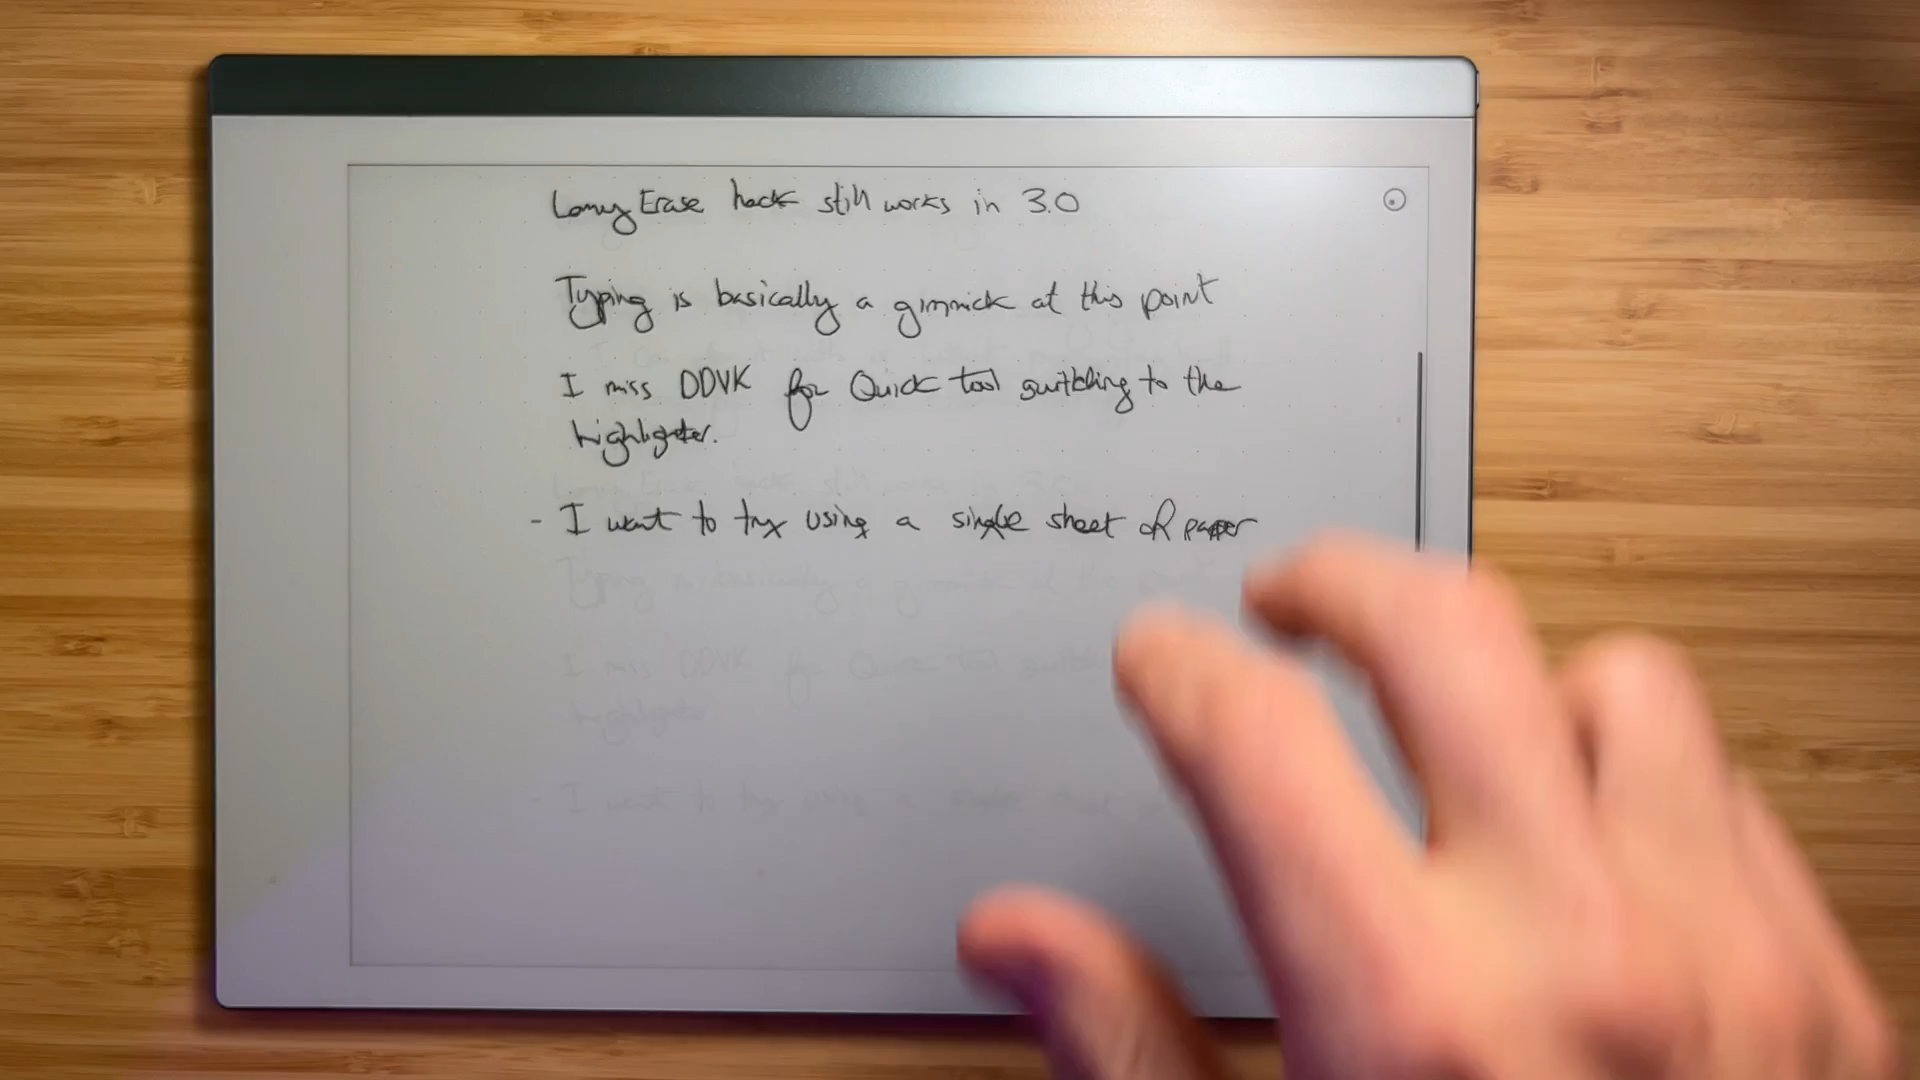 Lamy Erase hack still works in 3.0
Typing is basically a gimmick at this point
I miss DDVK for Quick tool switching to the
highlighter.
- I want to try using a single sheet of paper